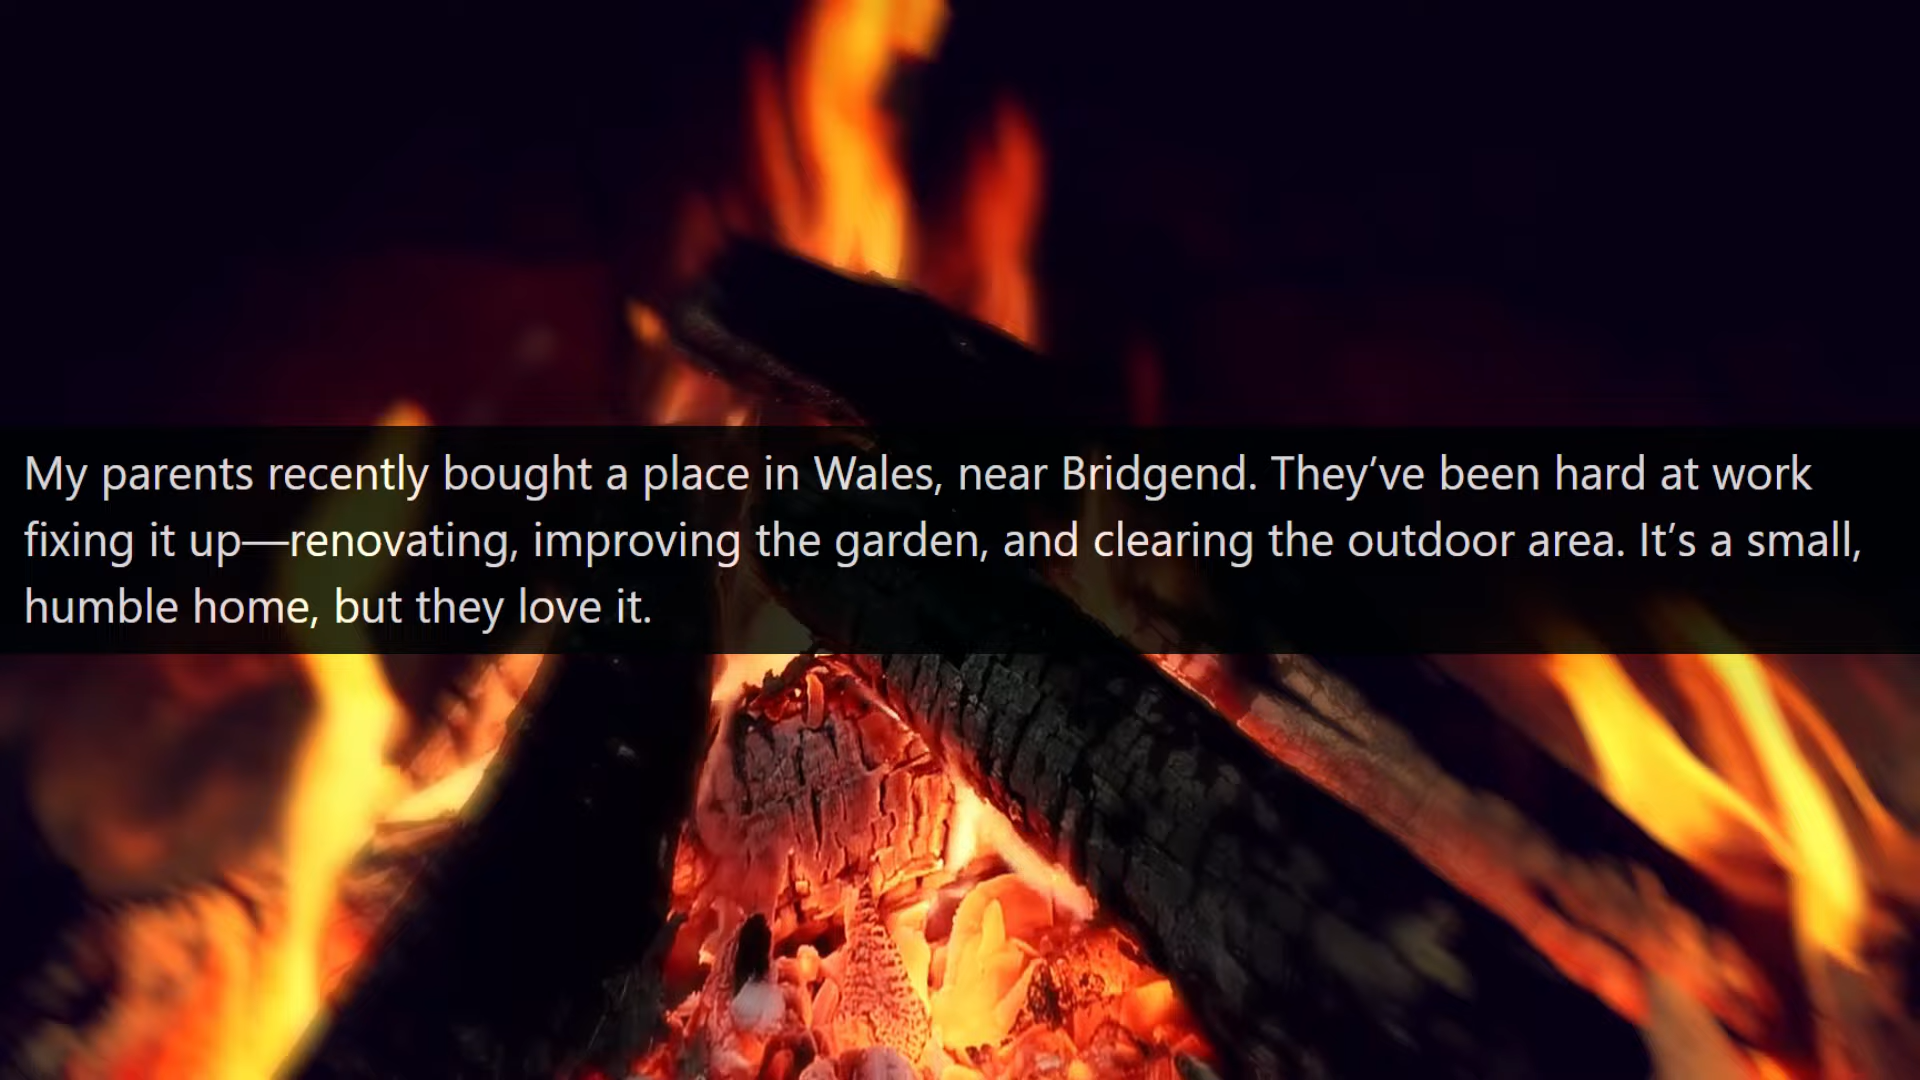 My parents recently bought a place in Wales, near Bridgend. They’ve been hard at work
fixing it up—renovating, improving the garden, and clearing the outdoor area. It’s a small,
humble home, but they love it.